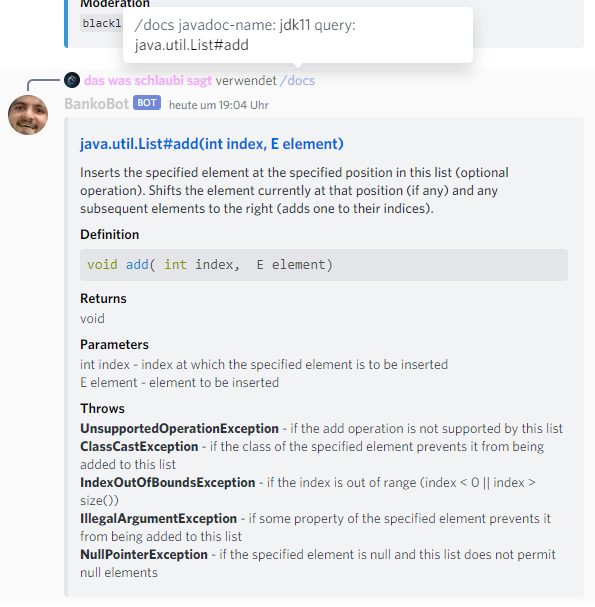 Moderation
blackl
/docs javadoc-name: jdk11 query:
java.util.List#add
das was schlaubi sagt verwendet /docs
BankoBot BOT heute um 19:04 Uhr
java.util.List#add(int index, E element)
Inserts the specified element at the specified position in this list (optional
operation). Shifts the element currently at that position (if any) and any
subsequent elements to the right (adds one to their indices).
Definition
void add( int index,  E element)
Returns
void
Parameters
int index - index at which the specified element is to be inserted
E element - element to be inserted
Throws
UnsupportedOperationException - if the add operation is not supported by this list
ClassCastException - if the class of the specified element prevents it from being
added to this list
IndexOutOfBoundsException - if the index is out of range (index < 0 || index >
size())
IllegalArgumentException - if some property of the specified element prevents it
from being added to this list
NullPointerException - if the specified element is null and this list does not permit
null elements